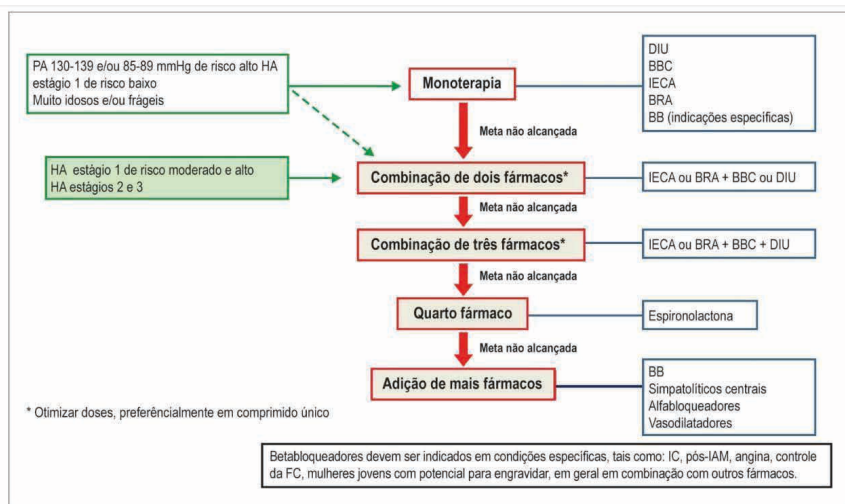 PA 130-139 e/ou 85-89 mmHg de risco alto HA
estágio 1 de risco baixo
Muito idosos e/ou frágeis
Monoterapia
DIU
BBC
IECA
BRA
BB (indicações específicas)
Meta não alcançada
HA estágio 1 de risco moderado e alto
HA estágios 2 e 3
Combinação de dois fármacos*
IECA ou BRA + BBC ou DIU
Meta não alcançada
Combinação de três fármacos*
IECA ou BRA + BBC + DIU
Meta não alcançada
Quarto fármaco
Espironolactona
Meta não alcançada
Adição de mais fármacos
BB
Simpatolíticos centrais
Alfabloqueadores
Vasodilatadores
* Otimizar doses, preferêncialmente em comprimido único
Betabloqueadores devem ser indicados em condições específicas, tais como: IC, pós-IAM, angina, controle
da FC, mulheres jovens com potencial para engravidar, em geral em combinação com outros fármacos.